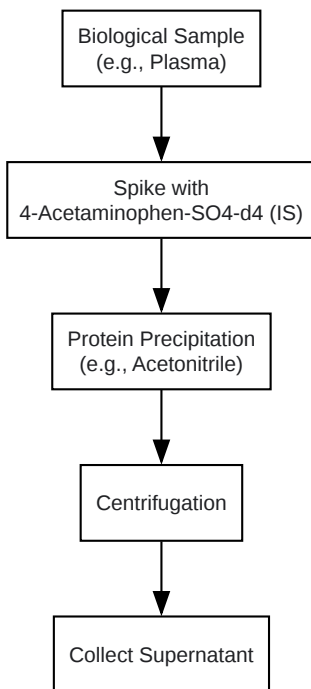 Biological Sample
(e.g., Plasma)
Spike with
4-Acetaminophen-SO4-d4 (IS)
Protein Precipitation
(e.g., Acetonitrile)
Centrifugation
Collect Supernatant